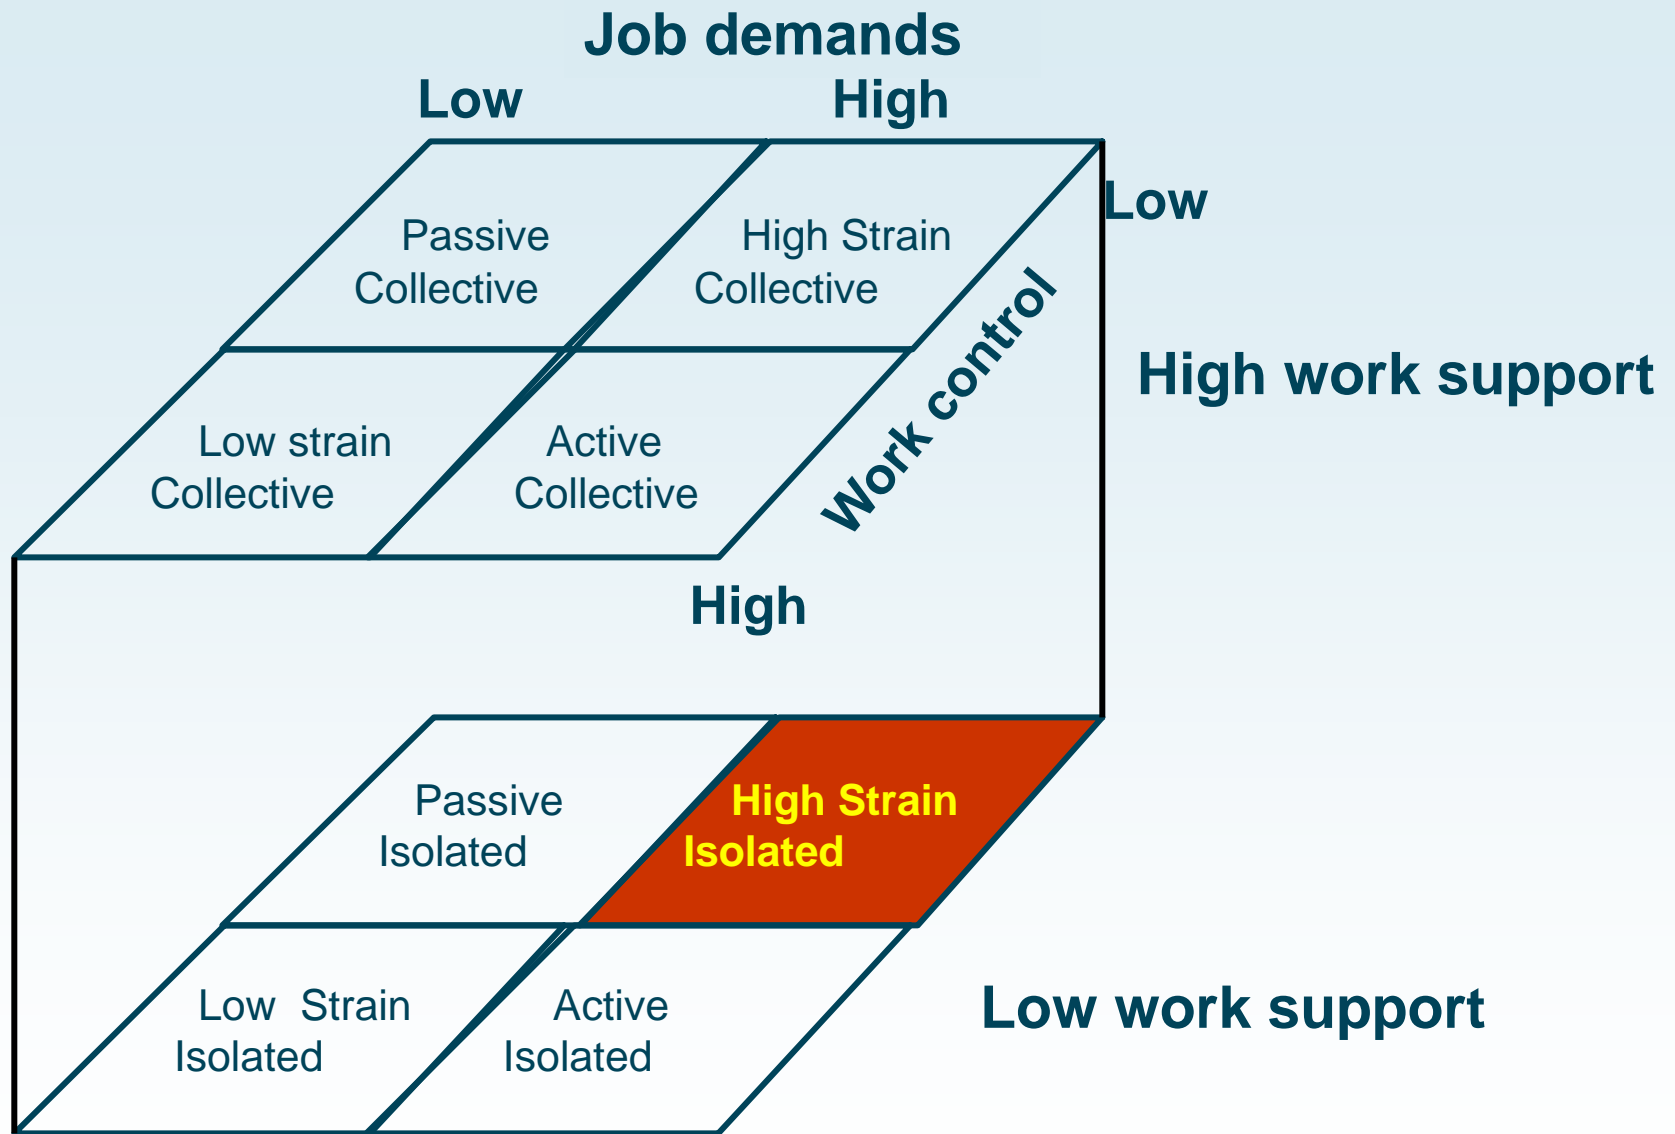 Job demands
Low High
Low
Passive High Strain
Collective Collective
Work control
High work support
Low strain Active
Collective Collective
High
Passive High Strain
Isolated Isolated
Low Strain Active
Isolated Isolated
Low work support